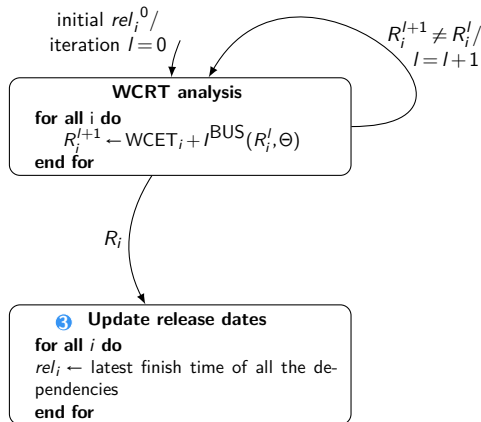 initial rel_i^0/
iteration l = 0
R_i^{l+1} ≠ R_i^l/
l = l + 1
WCRT analysis
for all i do
R_i^{l+1} ← WCET_i + I^{BUS}(R_i^l, Θ)
end for
R_i
3 Update release dates
for all i do
rel_i ← latest finish time of all the de-
pendencies
end for